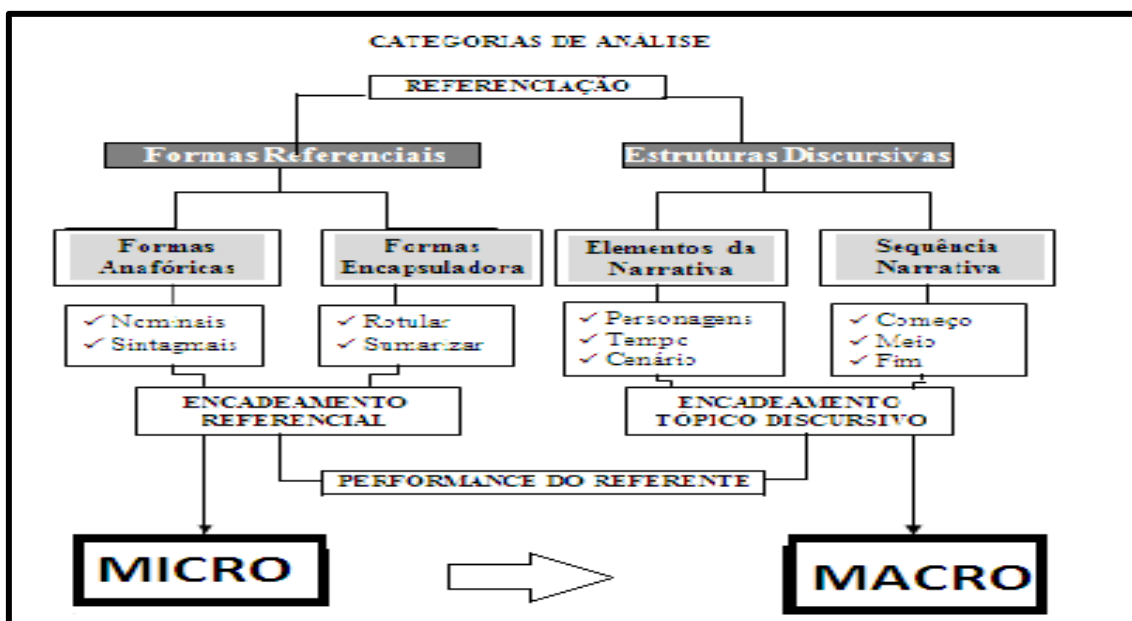 CATEGORIAS DE ANÁLISE
REFERENCIAÇÃO
Formas Referenciais
Estruturas Discursivas
Formas
Anafóricas
Formas
Encapsuladora
Elementos da
Narrativa
Sequência
Narrativa
✓ Nominais
✓ Sintagmais
✓ Rotular
✓ Sumarizar
✓ Personagens
✓ Tempo
✓ Cenário
✓ Começo
✓ Meio
✓ Fim
ENCADEAMENTO
REFERENCIAL
ENCADEAMENTO
TÓPICO DISCURSIVO
PERFORMANCE DO REFERENTE
MICRO
MACRO